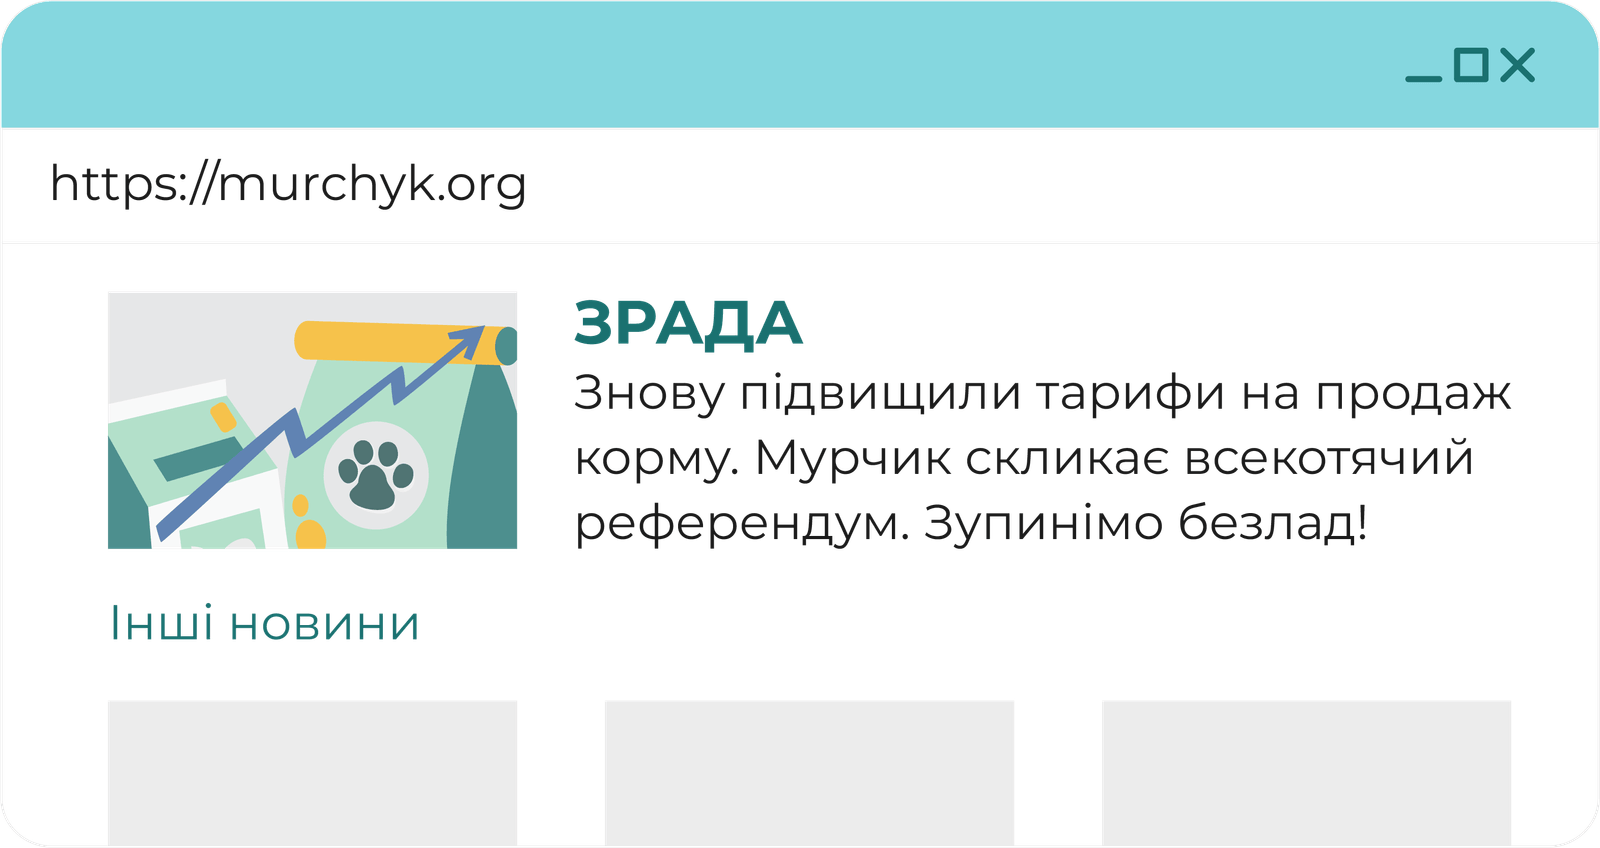 https://murchyk.org
ЗРАДА
Знову підвищили тарифи на продаж
корму. Мурчик скликає всекотячий
референдум. Зупинімо безлад!
Інші новини